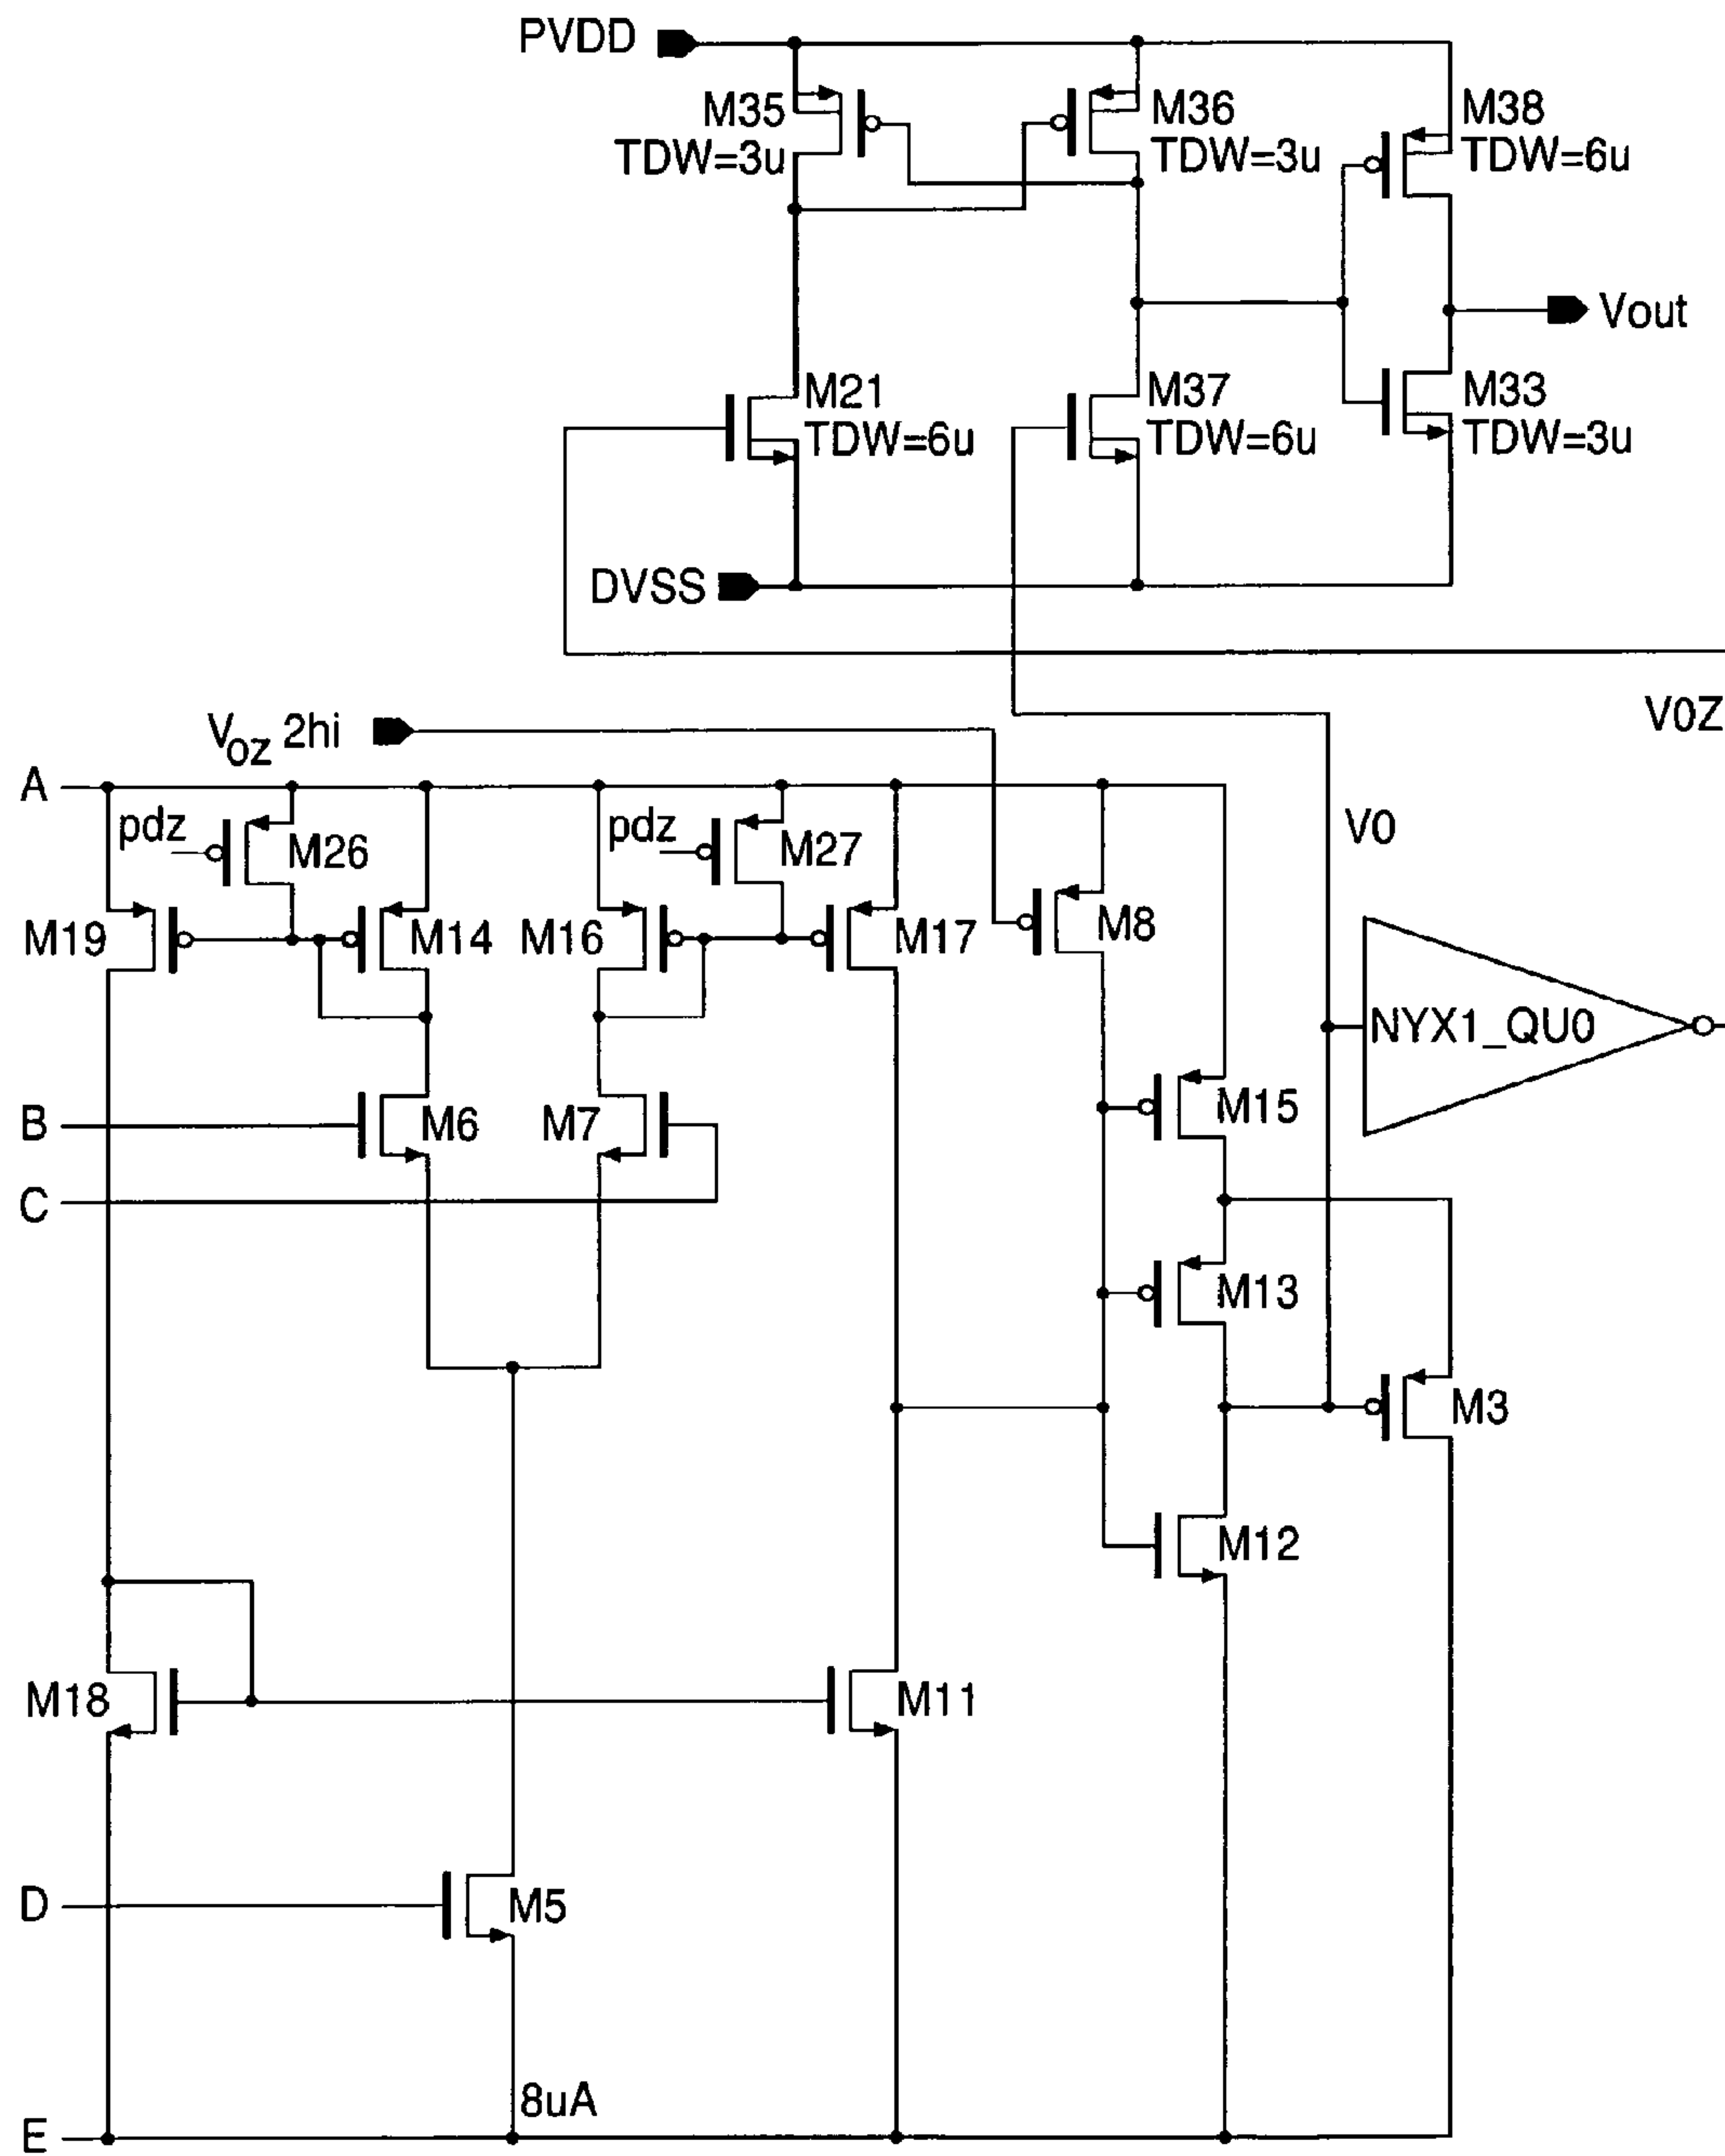 PVDD
M35
TDW=3u
M36
TDW=3u
M38
TDW=6u
Vout
M21
TDW=6u
M37
TDW=6u
M33
TDW=3u
DVSS
V0Z
Voz 2hi
A
pdz
M26
pdz
M27
V0
M19
M14
M16
M17
M8
NYX1_QU0
B
M6
M7
M15
C
M13
M3
M12
M18
M11
D
M5
8uA
E